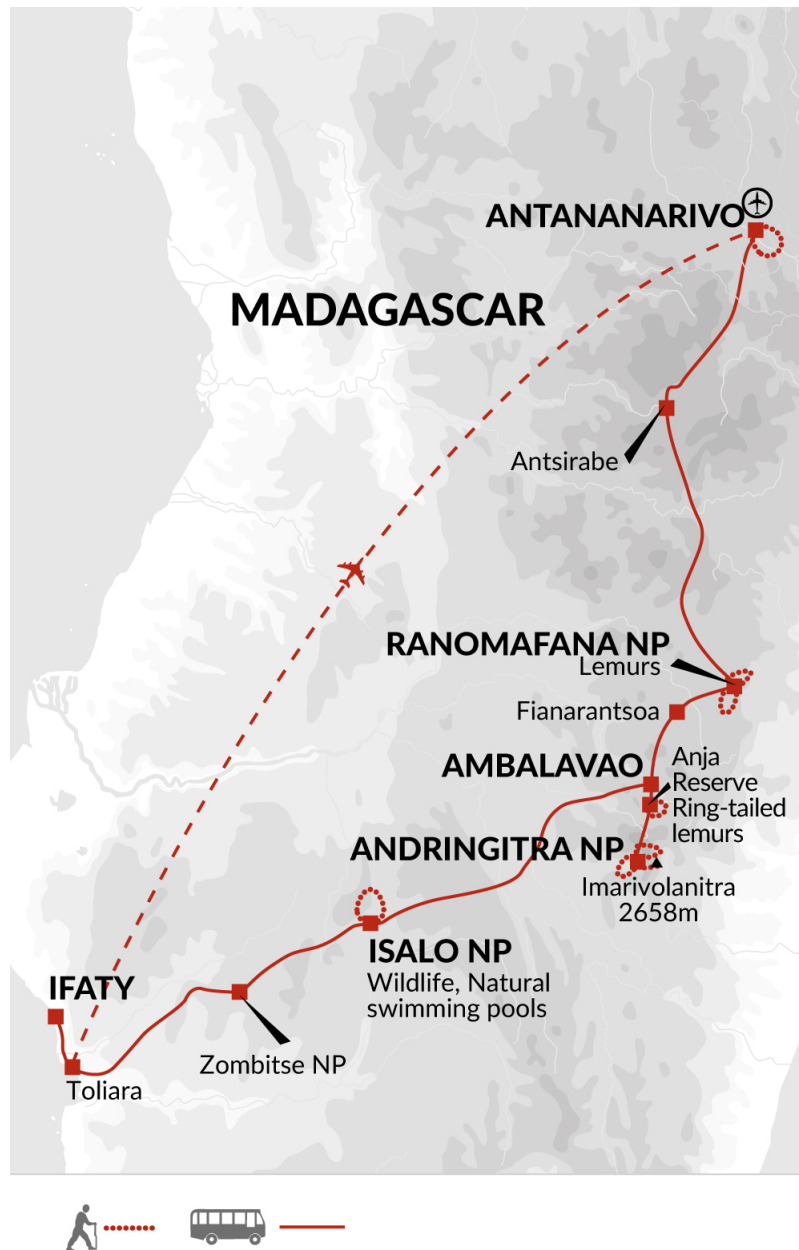 ANTANANARIVO
MADAGASCAR
Antsirabe
RANOMAFANA NP
Lemurs
Fianarantsoa
AMBALAVAO
Anja
Reserve
Ring-tailed
lemurs
ANDRINGITRA NP
Imarivolanitra
2658m
ISALO NP
Wildlife, Natural
swimming pools
IFATY
Zombitse NP
Toliara